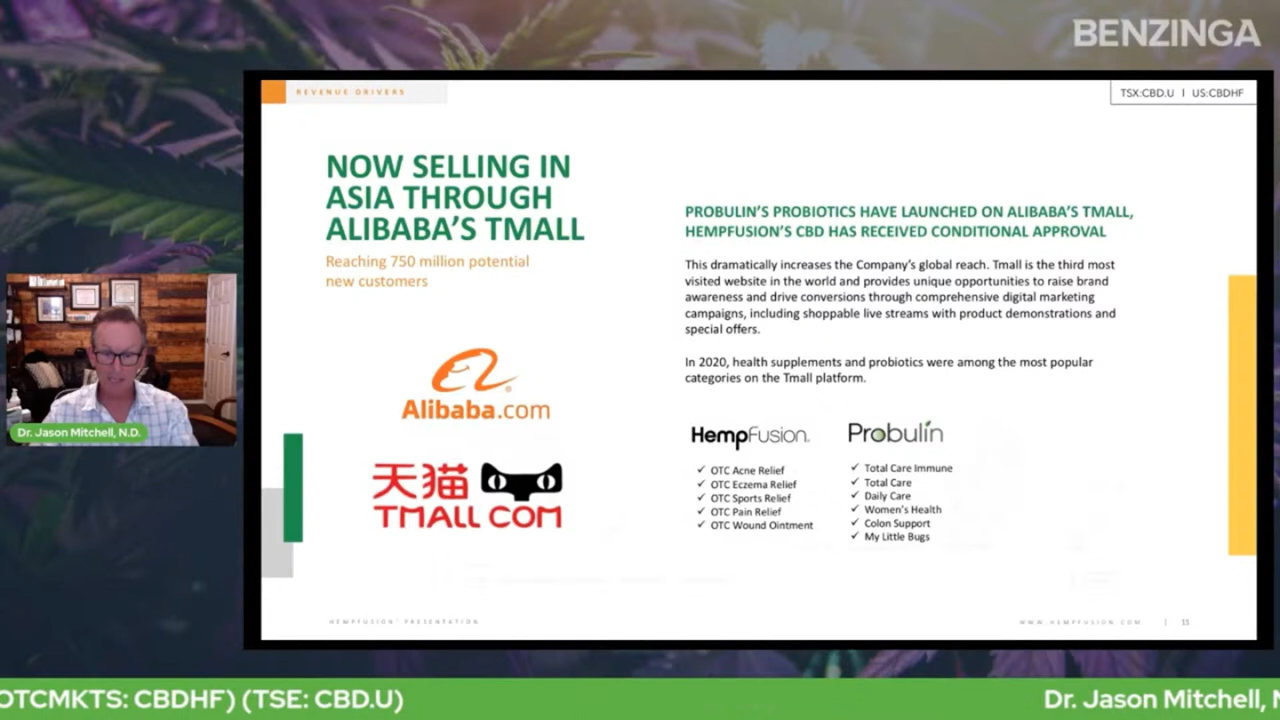 BENZINGA
REVENUE DRIVERS
TSX:CBD.U | US:CBDHF
NOW SELLING IN
ASIA THROUGH
ALIBABA'S TMALL
Reaching 750 million potential
new customers
Alibaba.com
天猫
TMALL.COM
PROBULIN'S PROBIOTICS HAVE LAUNCHED ON ALIBABA'S TMALL,
HEMPFUSION'S CBD HAS RECEIVED CONDITIONAL APPROVAL
This dramatically increases the Company's global reach. Tmall is the third most
visited website in the world and provides unique opportunities to raise brand
awareness and drive conversions through comprehensive digital marketing
campaigns, including shoppable live streams with product demonstrations and
special offers.
In 2020, health supplements and probiotics were among the most popular
categories on the Tmall platform.
HempFusion.
✓ OTC Acne Relief
✓ OTC Eczema Relief
✓ OTC Sports Relief
✓ OTC Pain Relief
✓ OTC Wound Ointment
Probulin
✓ Total Care Immune
✓ Total Care
✓ Daily Care
✓ Women's Health
✓ Colon Support
✓ My Little Bugs
HEMPFUSION' PRESENTATION
WWW.HEMPFUSION.COM | 15
Dr. Jason Mitchell, N.D.
OTCMKTS: CBDHF) (TSE: CBD.U)
Dr. Jason Mitchell, N